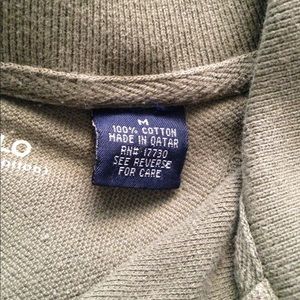 M
100% COTTON
MADE IN QATAR
RN# 17730
SEE REVERSE
FOR CARE
LO